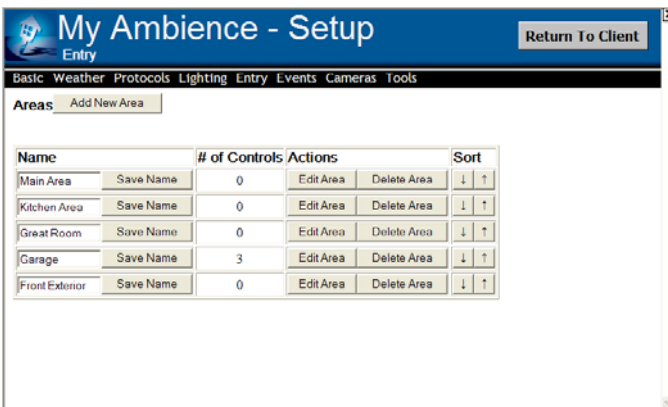 My Ambience - Setup
Entry
Return To Client
Basic Weather Protocols Lighting Entry Events Cameras Tools
Areas Add New Area
Name # of Controls Actions Sort
Main Area Save Name 0 Edit Area Delete Area ↓ ↑
Kitchen Area Save Name 0 Edit Area Delete Area ↓ ↑
Great Room Save Name 0 Edit Area Delete Area ↓ ↑
Garage Save Name 3 Edit Area Delete Area ↓ ↑
Front Exterior Save Name 0 Edit Area Delete Area ↓ ↑